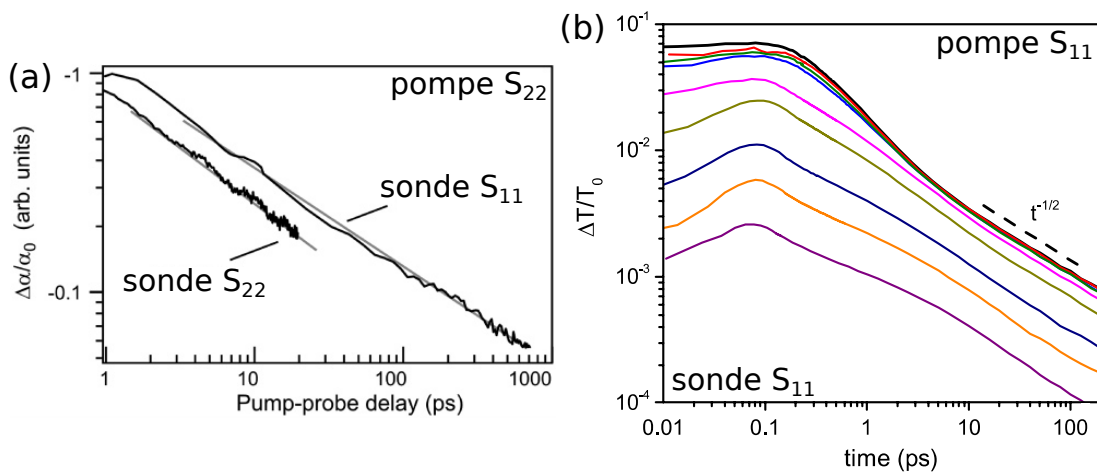 (a)
-1
-0.1
Δα/α₀ (arb. units)
pompe S₂₂
sonde S₁₁
sonde S₂₂
1
10
100
1000
Pump-probe delay (ps)
(b)
10⁻¹
10⁻²
10⁻³
10⁻⁴
ΔT/T₀
pompe S₁₁
t⁻¹/²
sonde S₁₁
0.01
0.1
1
10
100
time (ps)